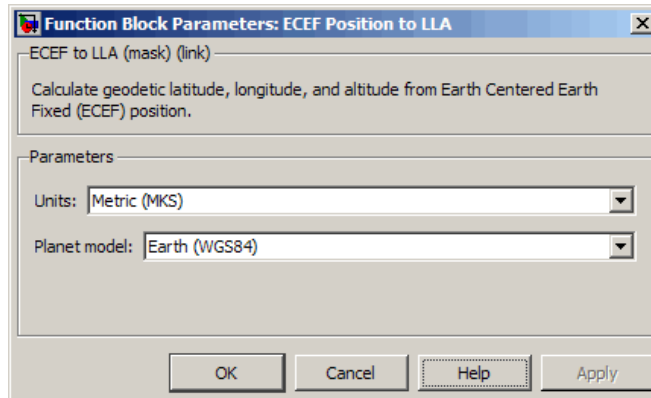 Function Block Parameters: ECEF Position to LLA
ECEF to LLA (mask) (link)
Calculate geodetic latitude, longitude, and altitude from Earth Centered Earth
Fixed (ECEF) position.
Parameters
Units: Metric (MKS)
Planet model: Earth (WGS84)
OK Cancel Help Apply